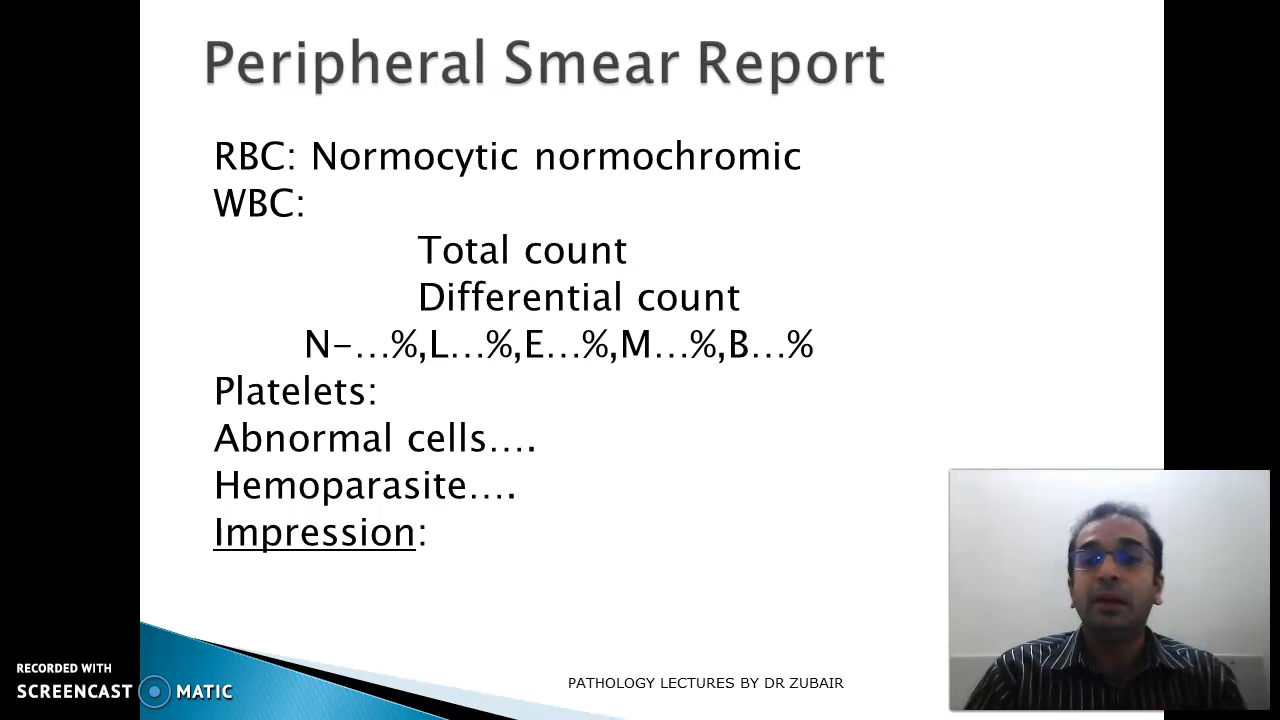 Peripheral Smear Report
RBC: Normocytic normochromic
WBC:
Total count
Differential count
N-...%,L...%,E...%,M...%,B...%
Platelets:
Abnormal cells....
Hemoparasite....
Impression:
PATHOLOGY LECTURES BY DR ZUBAIR
RECORDED WITH
SCREENCAST MATIC